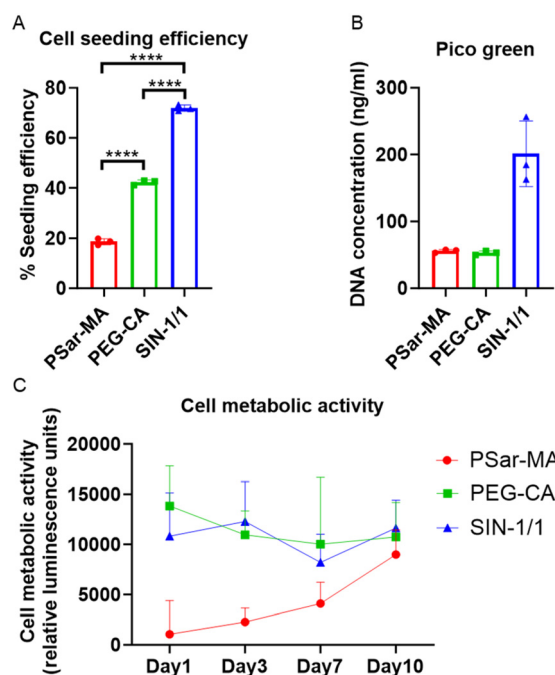 A
Cell seeding efficiency
% Seeding efficiency
80
60
40
20
0
****
****
****
PSar-MA
PEG-CA
SIN-1/1
B
Pico green
DNA concentration (ng/ml)
300
200
100
0
PSar-MA
PEG-CA
SIN-1/1
C
Cell metabolic activity
Cell metabolic activity
(relative luminescence units)
20000
15000
10000
5000
0
Day1 Day3 Day7 Day10
PSar-MA
PEG-CA
SIN-1/1